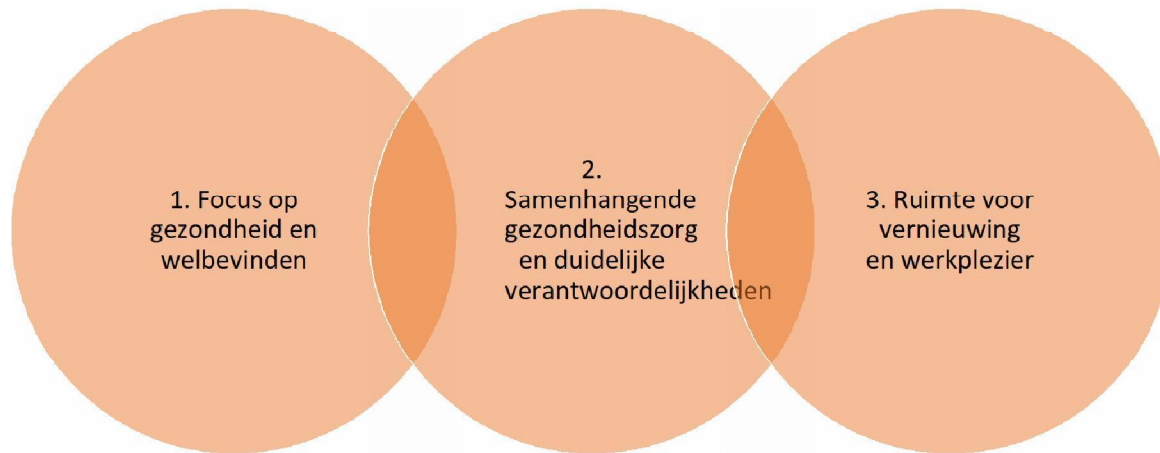 1. Focus op
gezondheid en
welbevinden
2.
Samenhangende
gezondheidszorg
en duidelijke
verantwoordelijkheden
3. Ruimte voor
vernieuwing
en werkplezier